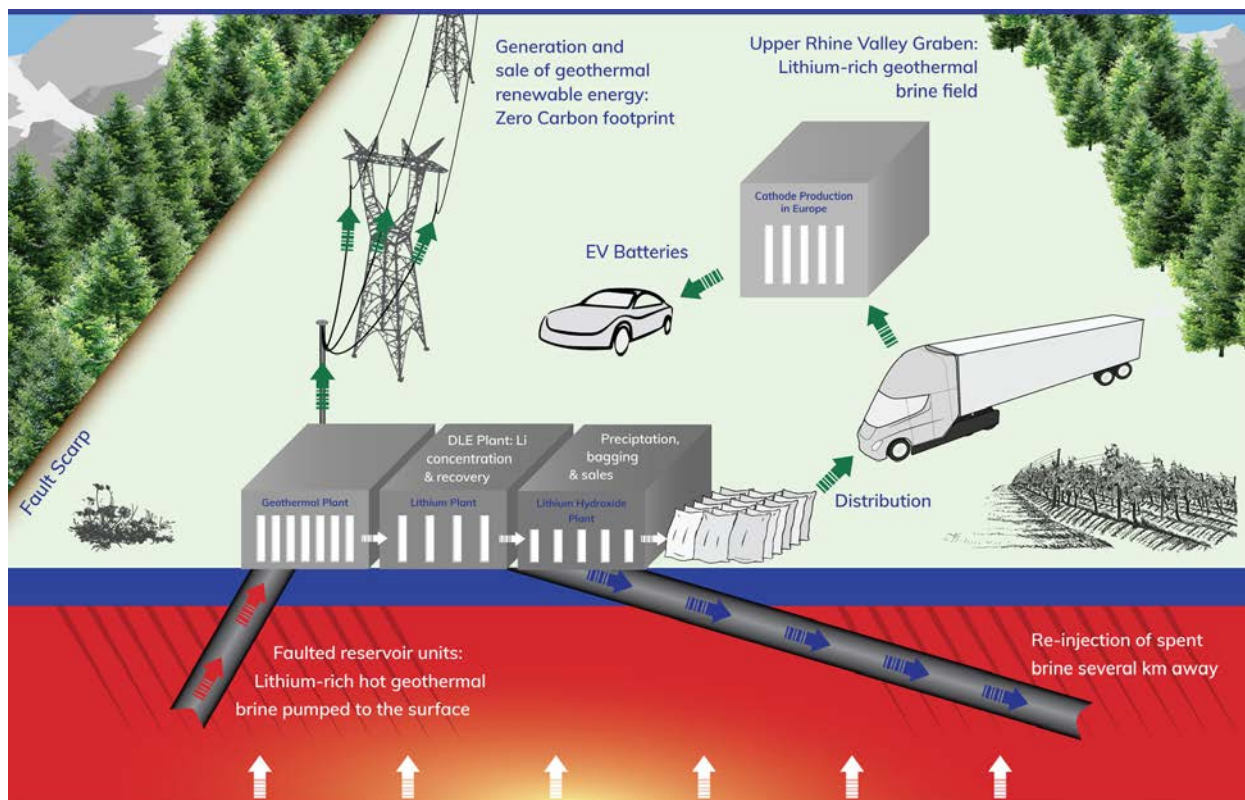 Generation and
sale of geothermal
renewable energy:
Zero Carbon footprint
Upper Rhine Valley Graben:
Lithium-rich geothermal
brine field
Cathode Production
in Europe
EV Batteries
Fault Scarp
DLE Plant: Li
concentration
& recovery
Preciptation,
bagging
& sales
Geothermal Plant
Lithium Plant
Lithium Hydroxide
Plant
Distribution
Faulted reservoir units:
Lithium-rich hot geothermal
brine pumped to the surface
Re-injection of spent
brine several km away